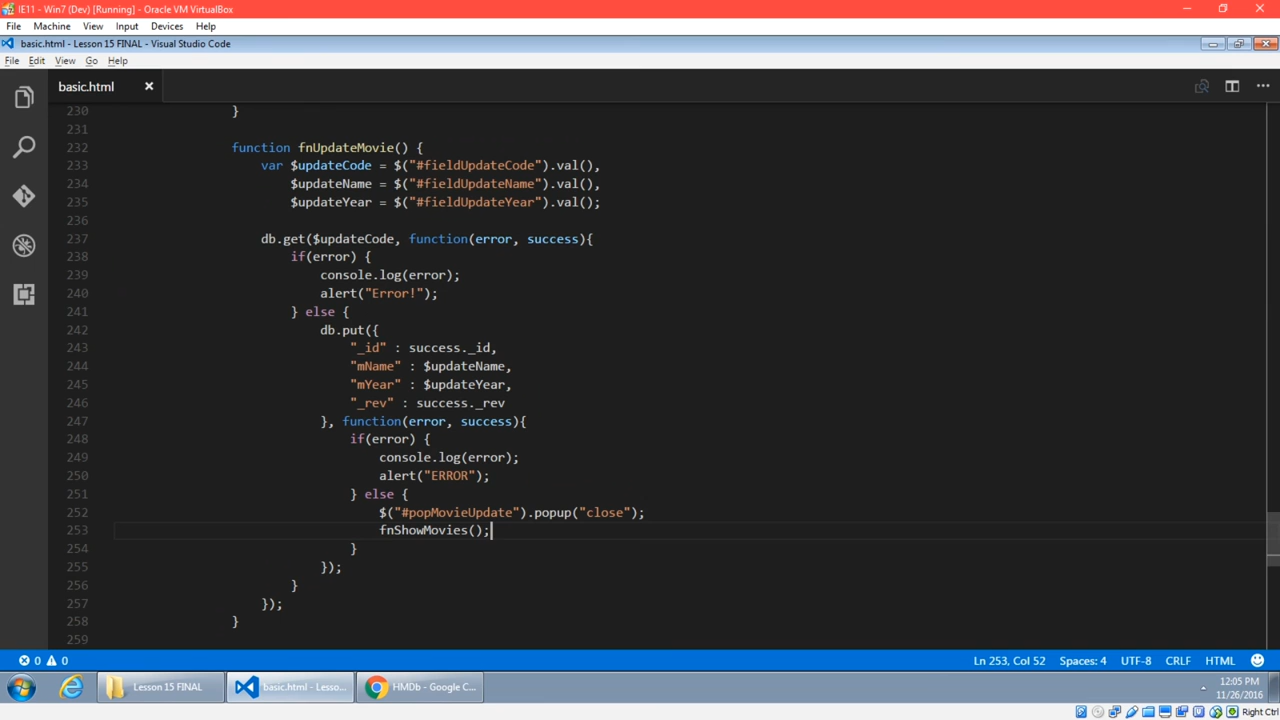 IE11 - Win7 (Dev) [Running] - Oracle VM VirtualBox
File Machine View Input Devices Help
basic.html - Lesson 15 FINAL - Visual Studio Code
File Edit View Go Help
basic.html
230 }
231
232 function fnUpdateMovie() {
233 var $updateCode = $("#fieldUpdateCode").val(),
234 $updateName = $("#fieldUpdateName").val(),
235 $updateYear = $("#fieldUpdateYear").val();
236
237 db.get($updateCode, function(error, success){
238 if(error) {
239 console.log(error);
240 alert("Error!");
241 } else {
242 db.put({
243 "_id" : success._id,
244 "mName" : $updateName,
245 "mYear" : $updateYear,
246 "_rev" : success._rev
247 }, function(error, success){
248 if(error) {
249 console.log(error);
250 alert("ERROR");
251 } else {
252 $("#popMovieUpdate").popup("close");
253 fnShowMovies();
254 }
255 });
256 }
257 });
258 }
259
0 0 Ln 253, Col 52 Spaces: 4 UTF-8 CRLF HTML
Lesson 15 FINAL basic.html - Lesso... HMDb - Google C... 12:05 PM
11/26/2016
Right Ctrl